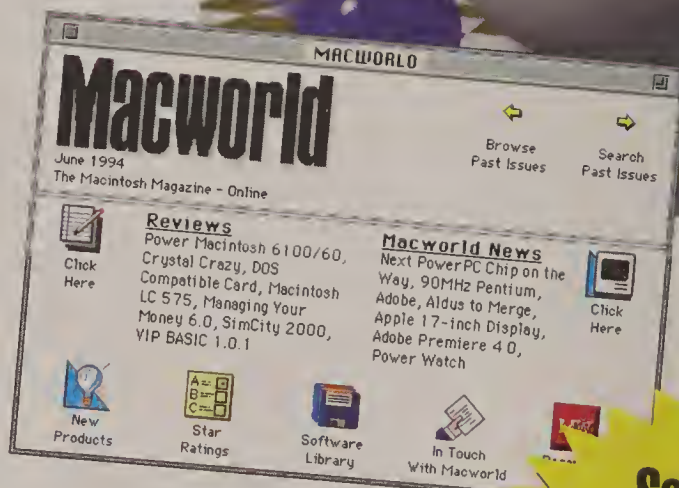 MACWORLD
Macworld
June 1994
The Macintosh Magazine - Online
Browse
Past Issues
Search
Past Issues
Click
Here
Reviews
Power Macintosh 6100/60,
Crystal Crazy, DOS
Compatible Card, Macintosh
LC 575, Managing Your
Money 6.0, SimCity 2000,
VIP BASIC 1.0.1
Macworld News
Next PowerPC Chip on the
Way, 90MHz Pentium,
Adobe, Aldus to Merge,
Apple 17-inch Display,
Adobe Premiere 4.0,
Power Watch
Click
Here
New
Products
Star
Ratings
Software
Library
In Touch
With Macworld